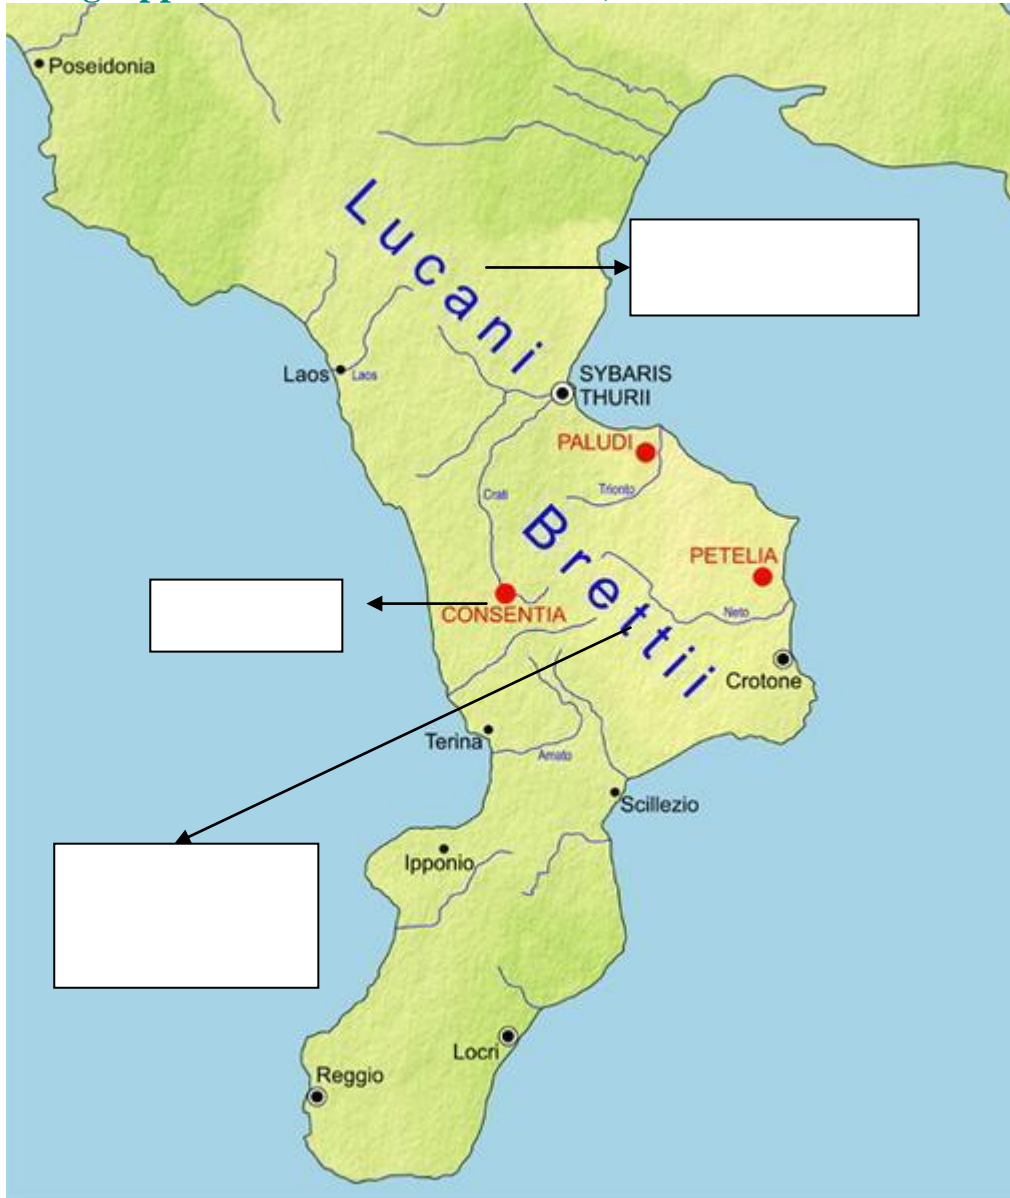 Poseidonia
Lucani
Laos
Laos
SYBARIS
THURII
PALUDI
Crati
Trionto
Brettii
PETELIA
CONSENTIA
Neto
Crotone
Terina
Amato
Scillezio
Ipponio
Locri
Reggio